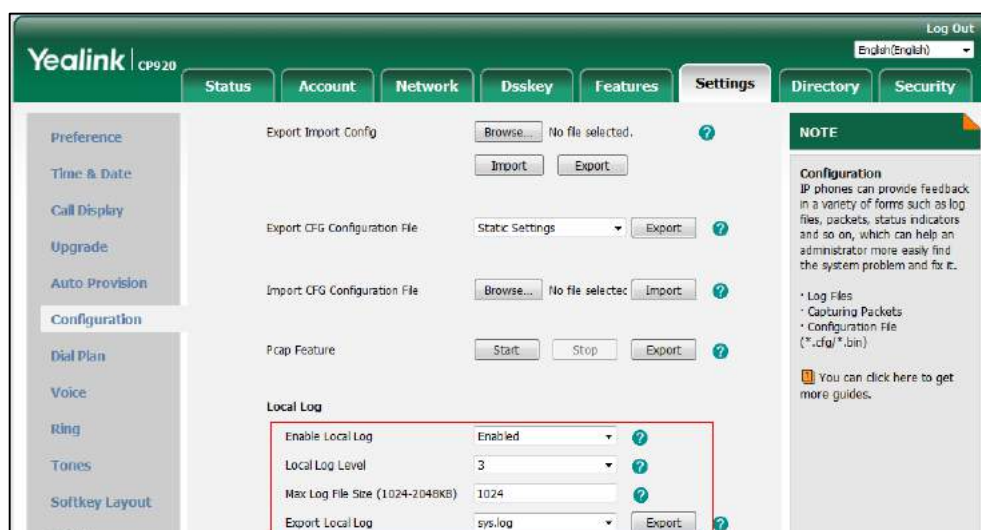 Log Out
English(English)
Yealink CP920
Status Account Network Dsskey Features Settings Directory Security
Preference
Time & Date
Call Display
Upgrade
Auto Provision
Configuration
Dial Plan
Voice
Ring
Tones
Softkey Layout
Export Import Config Browse... No file selected. ?
Import Export
Export CFG Configuration File Static Settings Export ?
Import CFG Configuration File Browse... No file selectec Import ?
Pcap Feature Start Stop Export ?
Local Log
Enable Local Log Enabled ?
Local Log Level 3 ?
Max Log File Size (1024-2048KB) 1024 ?
Export Local Log sys.log Export ?
NOTE
Configuration
IP phones can provide feedback
in a variety of forms such as log
files, packets, status indicators
and so on, which can help an
administrator more easily find
the system problem and fix it.
· Log Files
· Capturing Packets
· Configuration File
(*.cfg/*.bin)
You can click here to get
more guides.